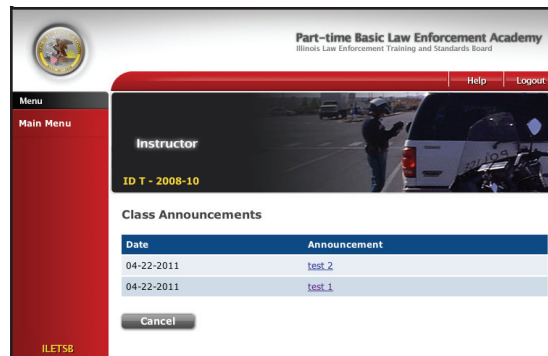 Part-time Basic Law Enforcement Academy
Illinois Law Enforcement Training and Standards Board
Help Logout
Menu
Main Menu
Instructor
ID T - 2008-10
POLICE
Class Announcements
Date Announcement
04-22-2011 test 2
04-22-2011 test 1
Cancel
ILETSB